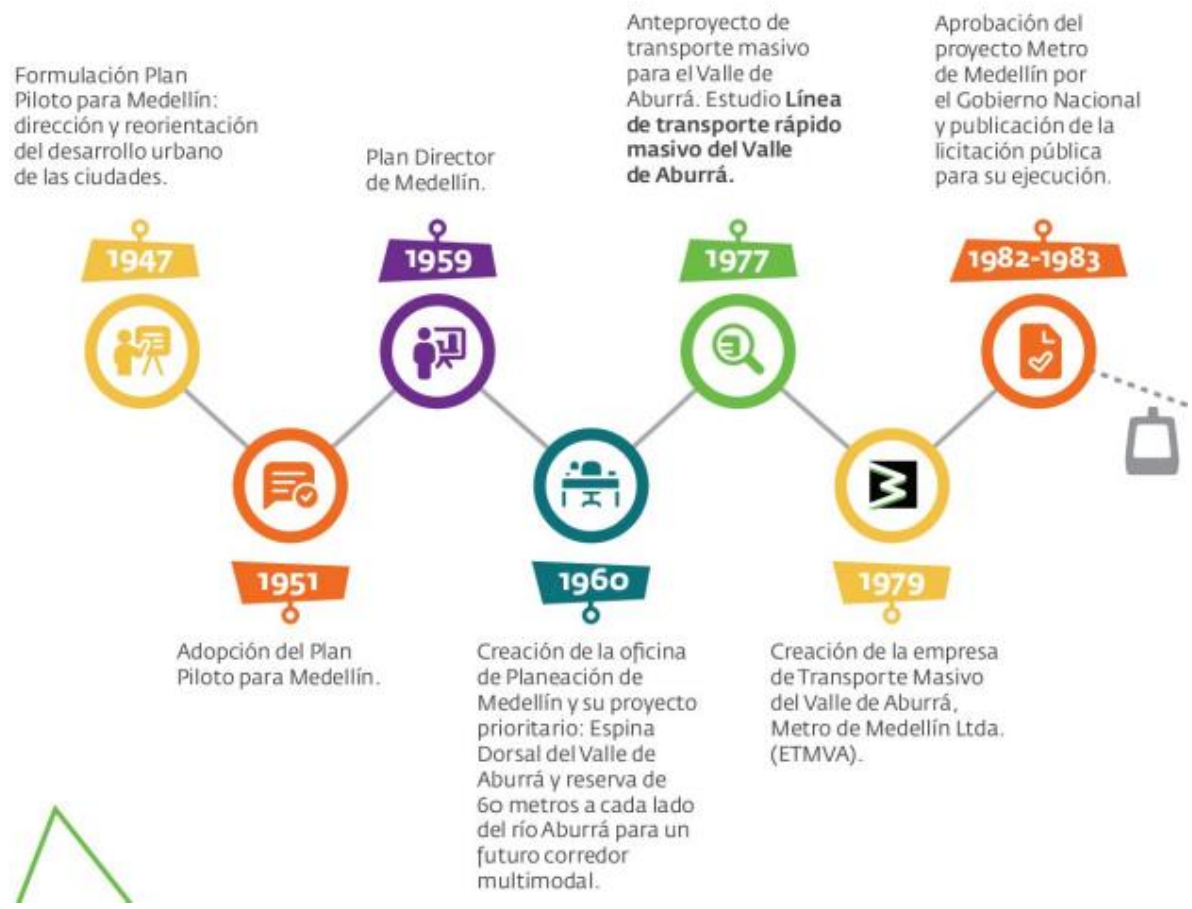 Formulación Plan
Piloto para Medellín:
dirección y reorientación
del desarrollo urbano
de las ciudades.
1947
1951
Adopción del Plan
Piloto para Medellín.
Plan Director
de Medellín.
1959
1960
Creación de la oficina
de Planeación de
Medellín y su proyecto
prioritario: Espina
Dorsal del Valle de
Aburrá y reserva de
60 metros a cada lado
del río Aburrá para un
futuro corredor
multimodal.
Anteproyecto de
transporte masivo
para el Valle de
Aburrá. Estudio Línea
de transporte rápido
masivo del Valle
de Aburrá.
1977
1979
Creación de la empresa
de Transporte Masivo
del Valle de Aburrá,
Metro de Medellín Ltda.
(ETMVA).
Aprobación del
proyecto Metro
de Medellín por
el Gobierno Nacional
y publicación de la
licitación pública
para su ejecución.
1982-1983